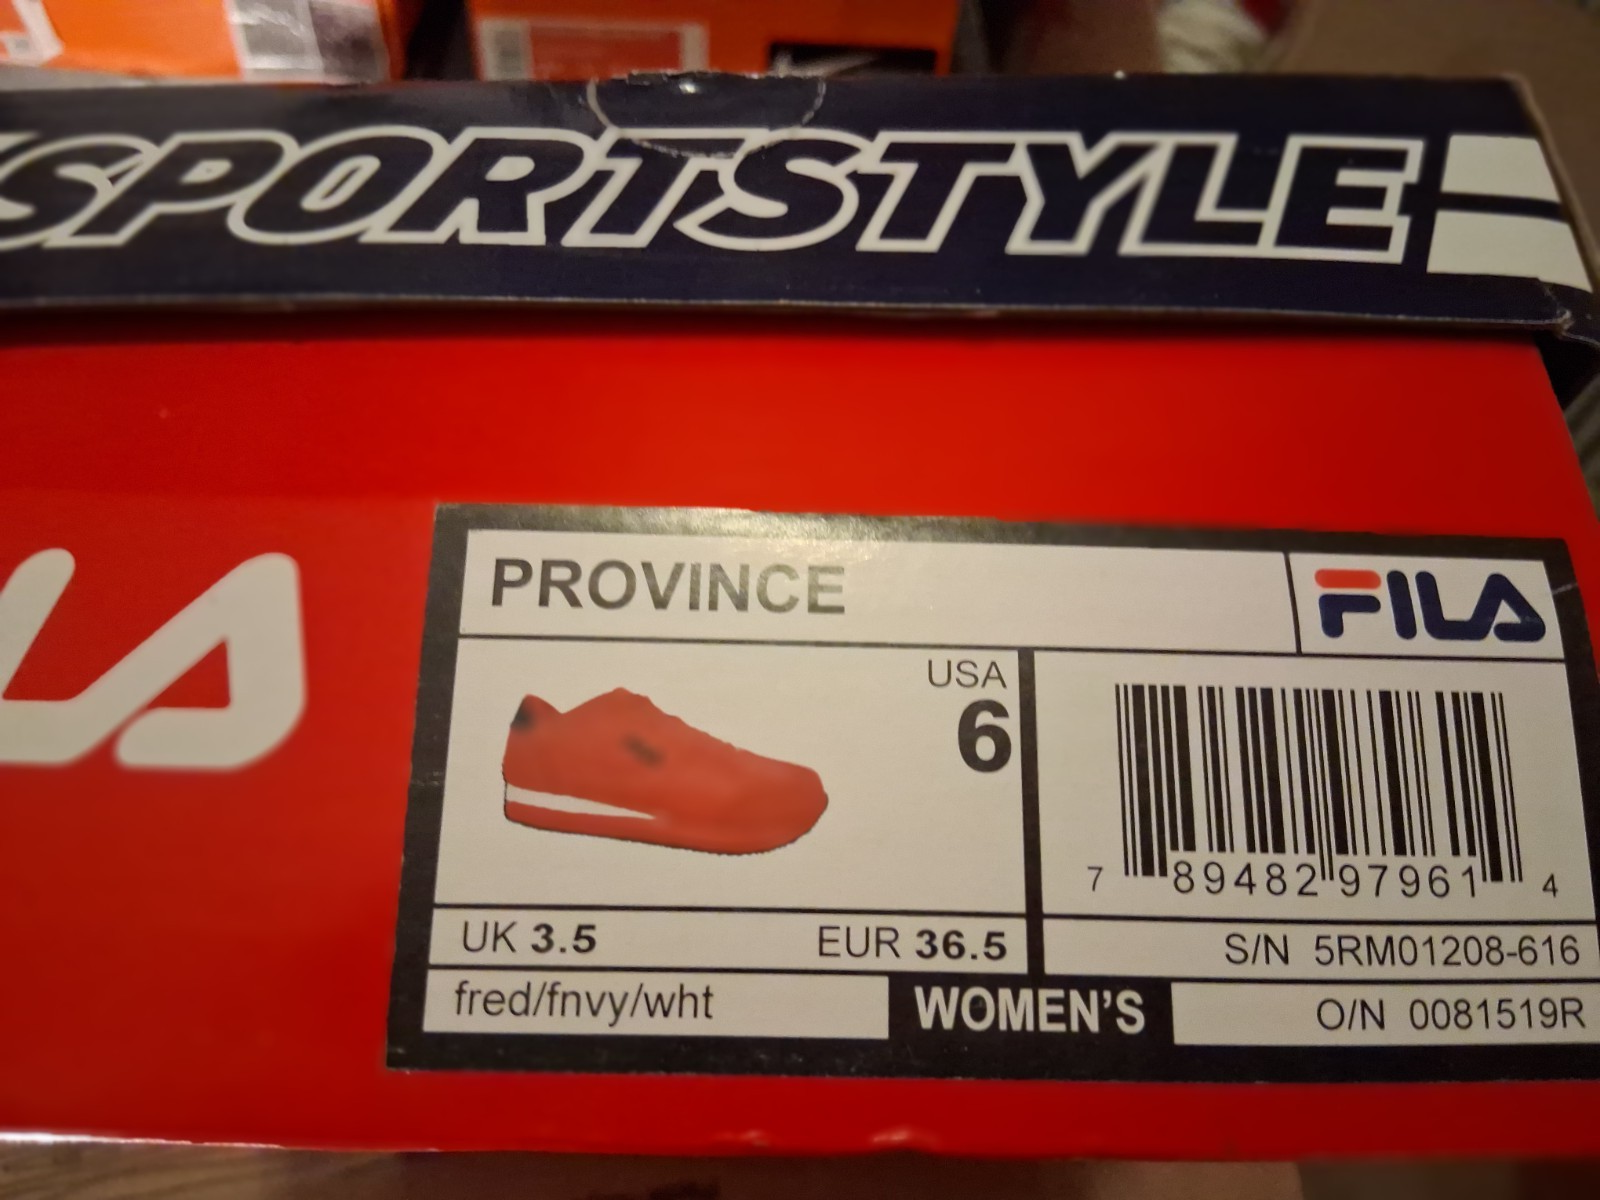 SPORTSTYLE
LA
PROVINCE
FILA
USA
6
7 89482 97961 4
UK 3.5
EUR 36.5
S/N 5RM01208-616
fred/fnvy/wht
WOMEN'S
O/N 0081519R